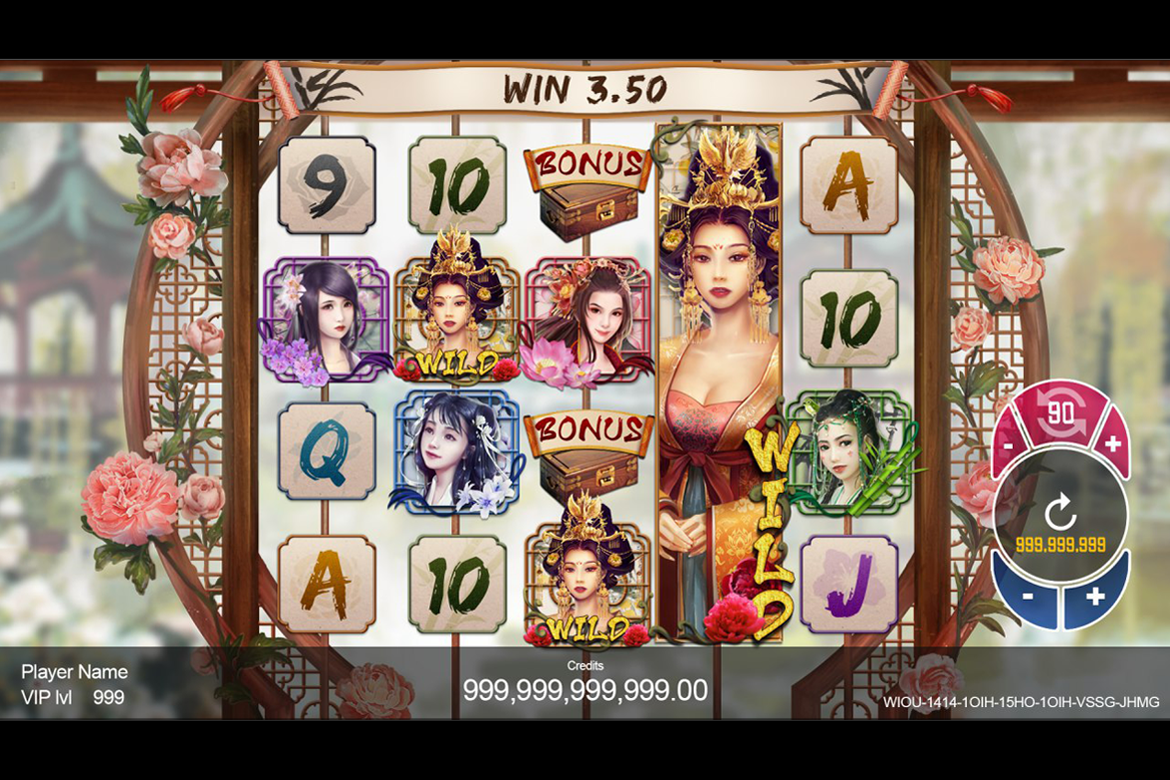 WIN 3.50
9
10
BONUS
A
WILD
10
Q
BONUS
WILD
A
10
WILD
J
90
-
+
999.999.999
-
+
Player Name
VIP lvl 999
Credits
999,999,999,999.00
WIOU-1414-1OIH-15HO-1OIH-VSSG-JHMG